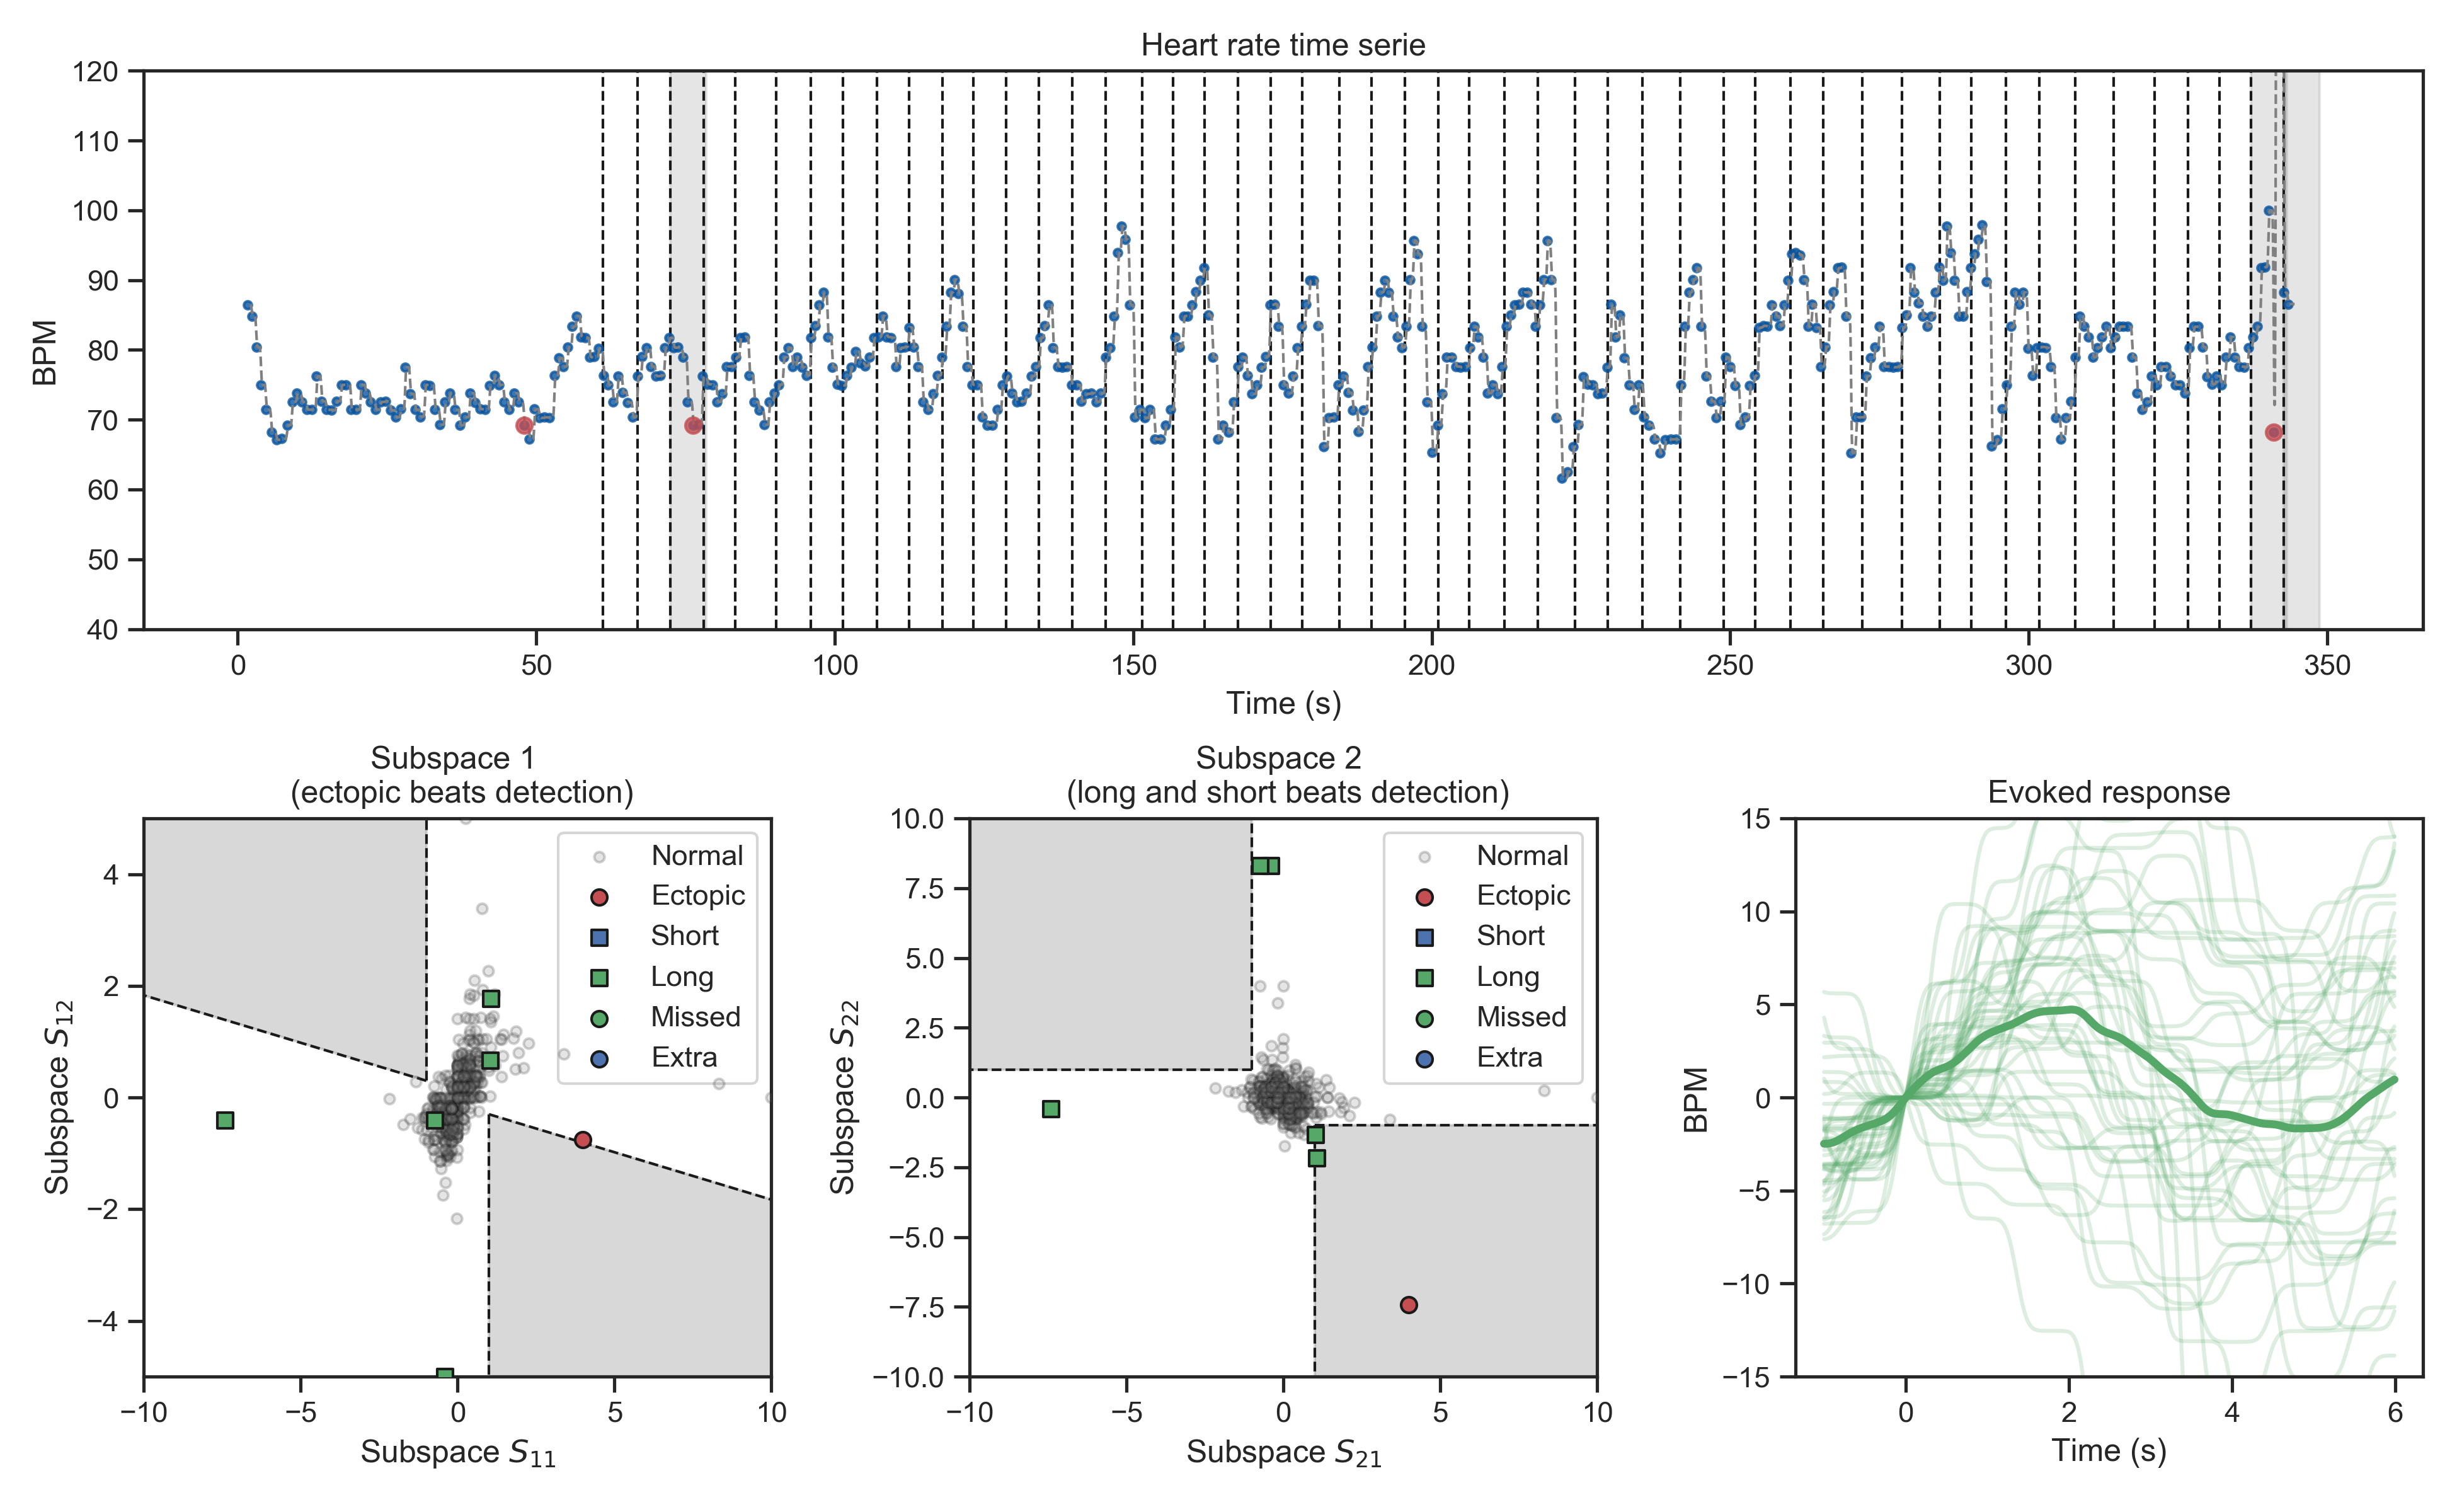 Heart rate time serie
BPM
120
110
100
90
80
70
60
50
40
0 50 100 150 200 250 300 350
Time (s)
Subspace 1
(ectopic beats detection)
Subspace S12
4
2
0
−2
−4
Normal
Ectopic
Short
Long
Missed
Extra
−10 −5 0 5 10
Subspace S11
Subspace 2
(long and short beats detection)
Subspace S22
10.0
7.5
5.0
2.5
0.0
−2.5
−5.0
−7.5
−10.0
Normal
Ectopic
Short
Long
Missed
Extra
−10 −5 0 5 10
Subspace S21
Evoked response
BPM
15
10
5
0
−5
−10
−15
0 2 4 6
Time (s)